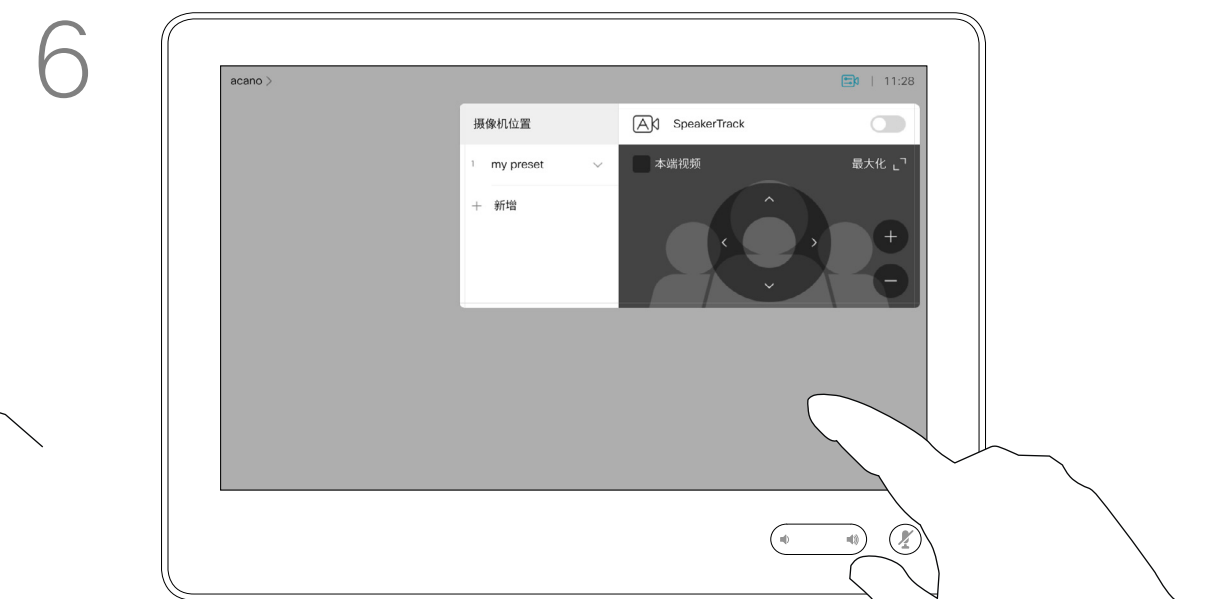 6
acano >
11:28
摄像机位置
SpeakerTrack
1 my preset
本端视频
最大化
+ 新增